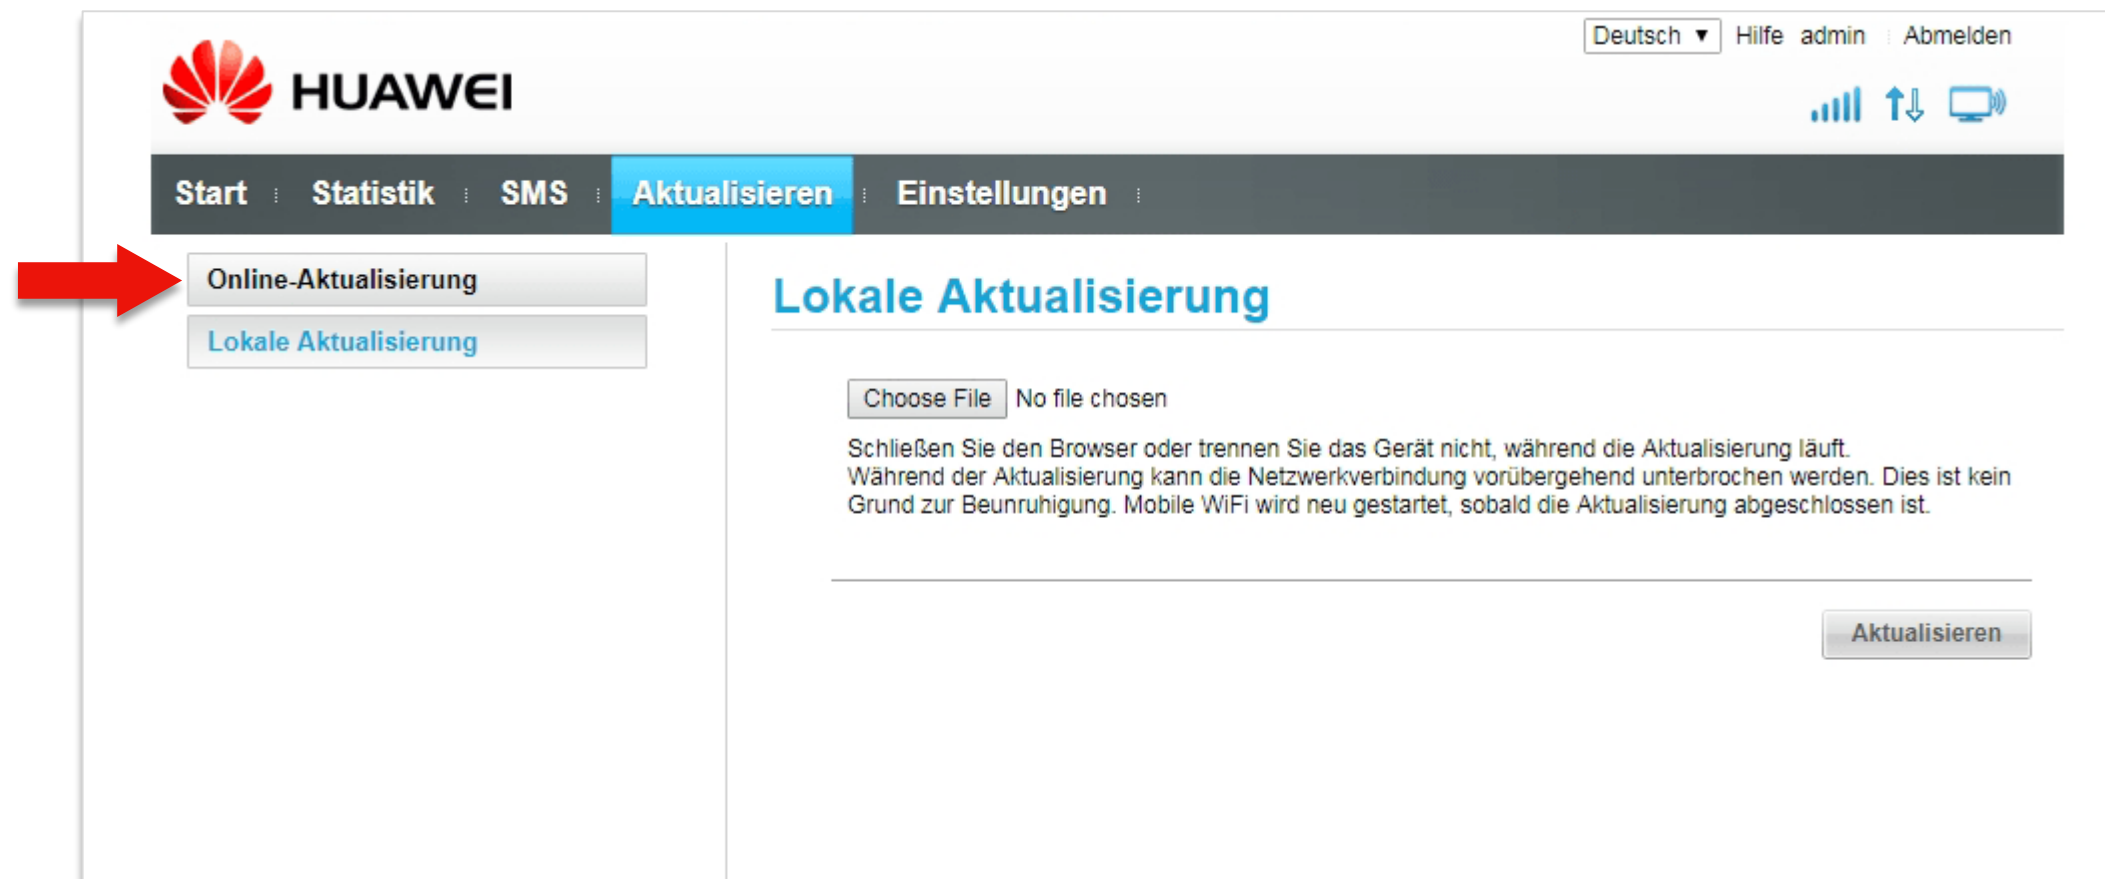 Deutsch Hilfe admin Abmelden
HUAWEI
Start Statistik SMS Aktualisieren Einstellungen
Online-Aktualisierung
Lokale Aktualisierung
Lokale Aktualisierung
Choose File No file chosen
Schließen Sie den Browser oder trennen Sie das Gerät nicht, während die Aktualisierung läuft.
Während der Aktualisierung kann die Netzwerkverbindung vorübergehend unterbrochen werden. Dies ist kein
Grund zur Beunruhigung. Mobile WiFi wird neu gestartet, sobald die Aktualisierung abgeschlossen ist.
Aktualisieren